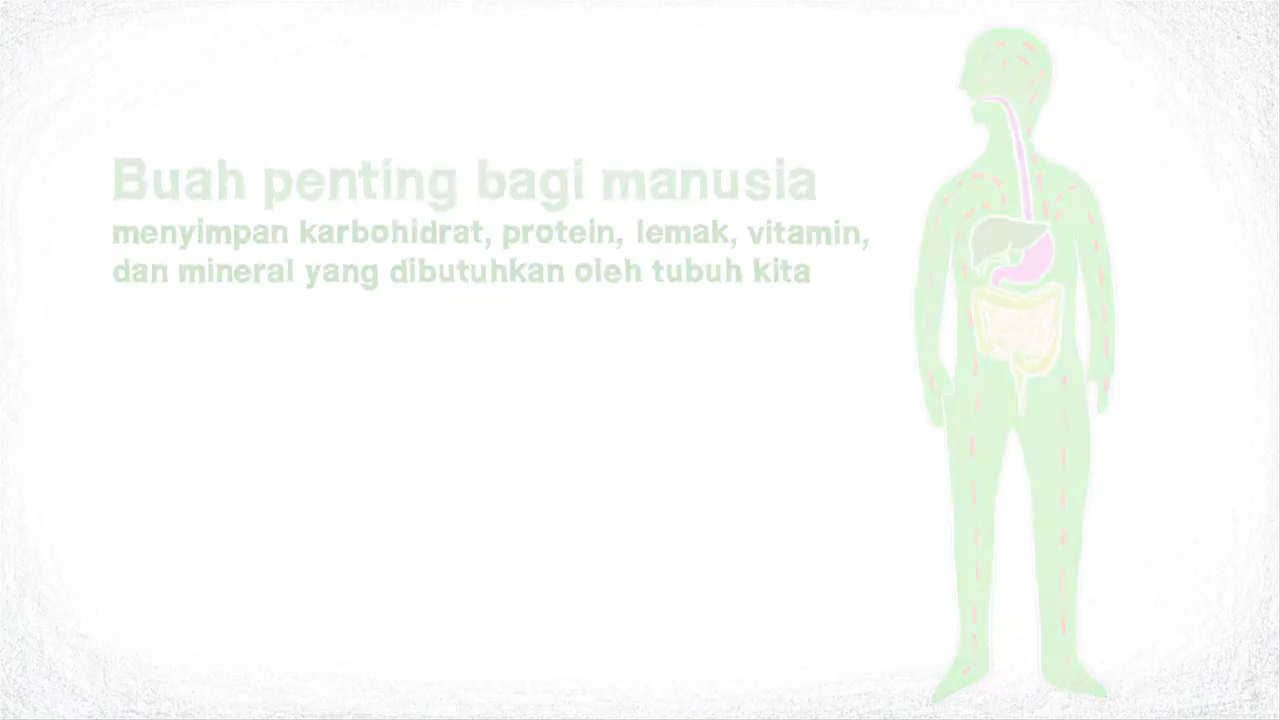 Buah penting bagi manusia
menyimpan karbohidrat, protein, lemak, vitamin,
dan mineral yang dibutuhkan oleh tubuh kita